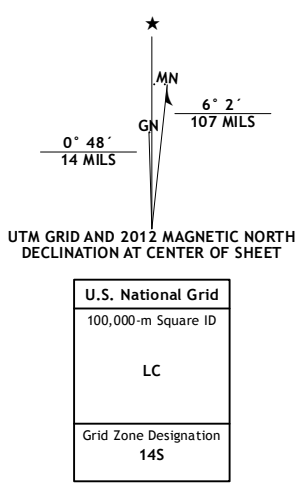 ★
MN
GN
6° 2´
107 MILS
0° 48´
14 MILS
UTM GRID AND 2012 MAGNETIC NORTH
DECLINATION AT CENTER OF SHEET
U.S. National Grid
100,000-m Square ID
LC
Grid Zone Designation
14S